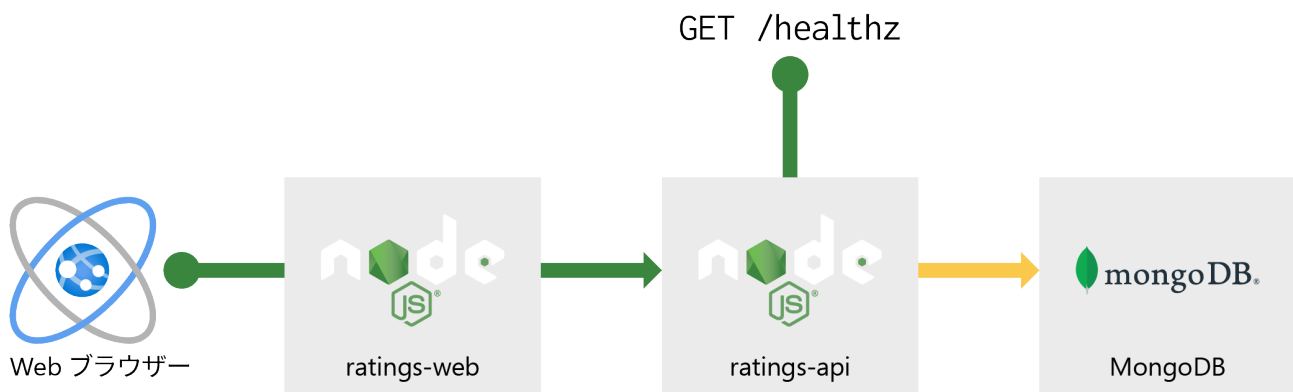 GET /healthz
node
JS®
node
JS®
mongoDB®
Web ブラウザー
ratings-web
ratings-api
MongoDB